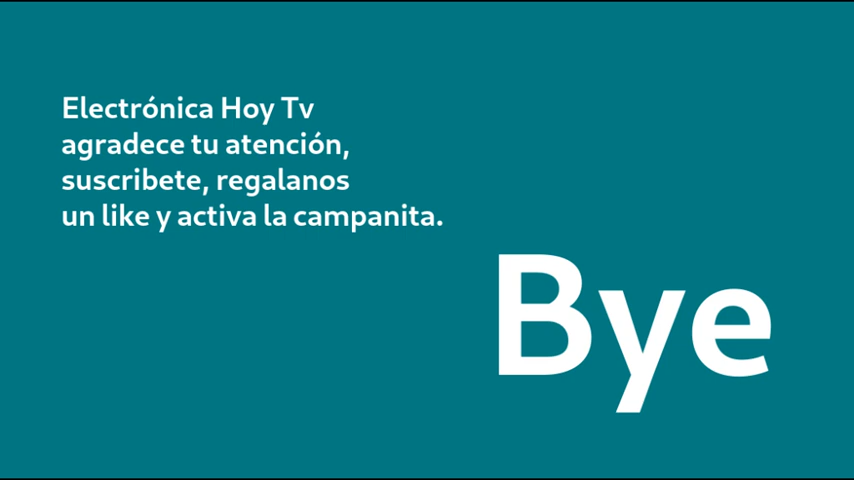 Electrónica Hoy Tv
agradece tu atención,
suscribete, regalanos
un like y activa la campanita.
Bye